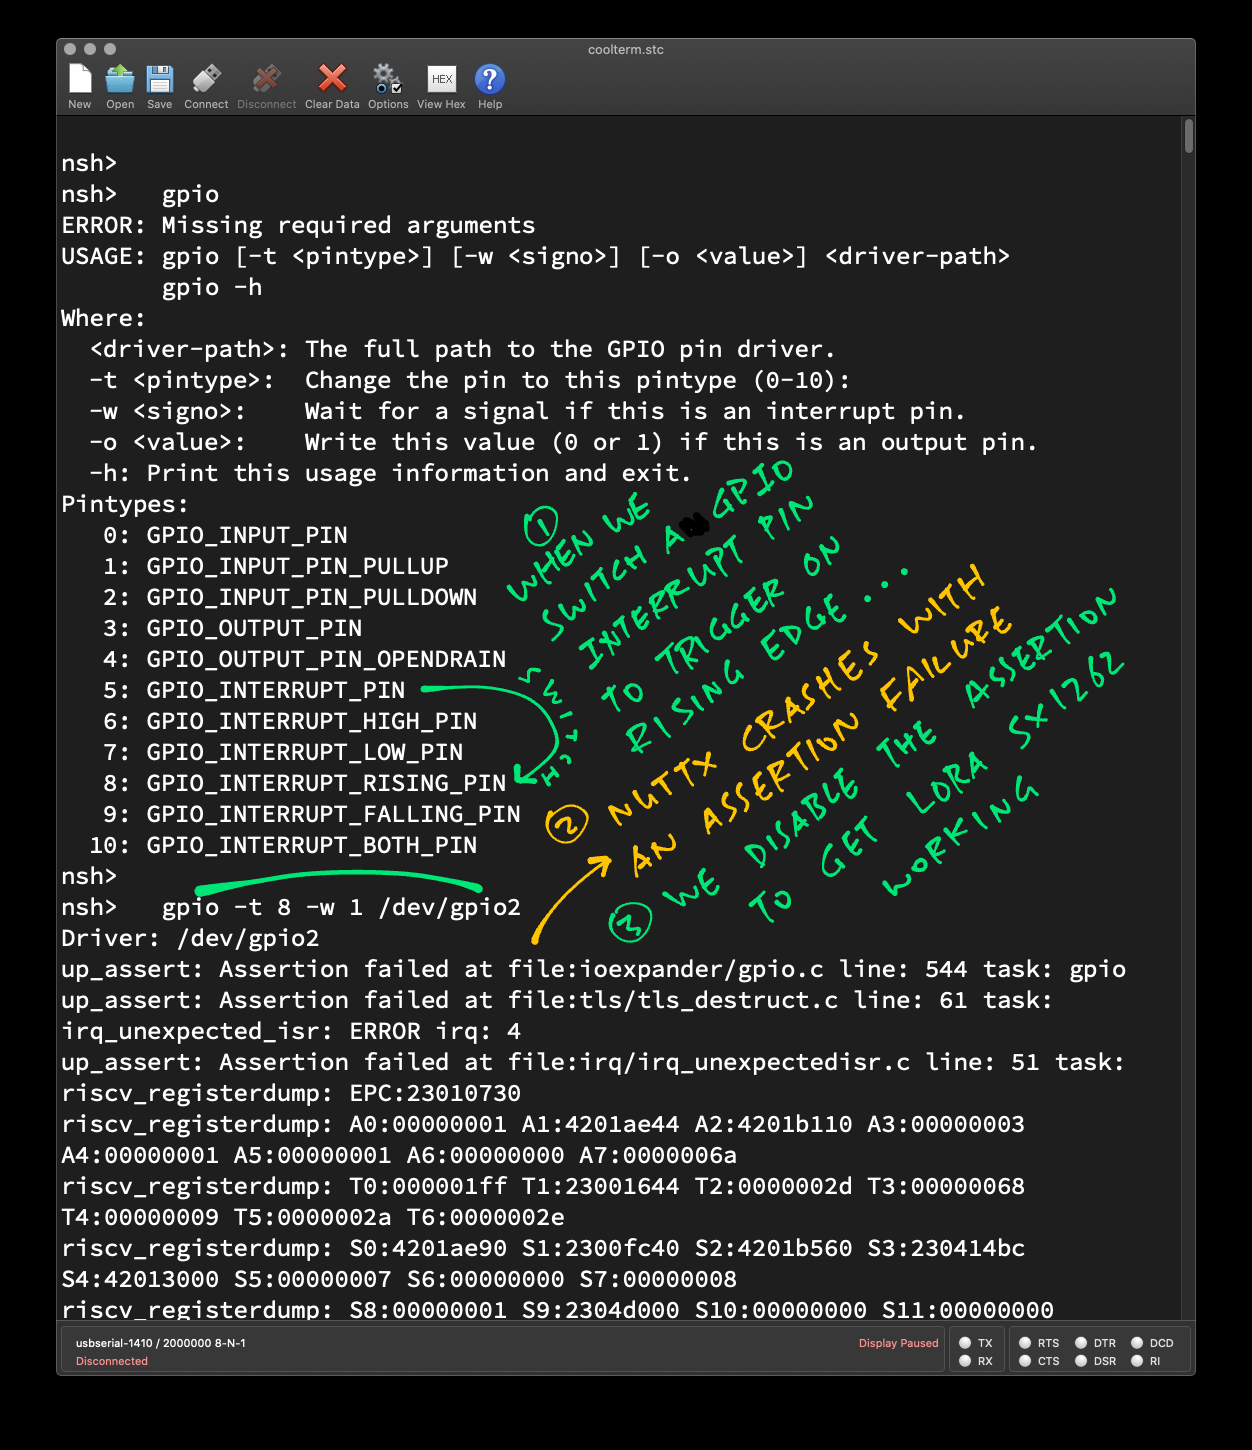 coolterm.stc
New Open Save Connect Disconnect Clear Data Options HEX View Hex ? Help
nsh>
nsh>   gpio
ERROR: Missing required arguments
USAGE: gpio [-t <pintype>] [-w <signo>] [-o <value>] <driver-path>
       gpio -h
Where:
  <driver-path>: The full path to the GPIO pin driver.
  -t <pintype>:  Change the pin to this pintype (0-10):
  -w <signo>:    Wait for a signal if this is an interrupt pin.
  -o <value>:    Write this value (0 or 1) if this is an output pin.
  -h: Print this usage information and exit.
Pintypes:
   0: GPIO_INPUT_PIN
   1: GPIO_INPUT_PIN_PULLUP
   2: GPIO_INPUT_PIN_PULLDOWN
   3: GPIO_OUTPUT_PIN
   4: GPIO_OUTPUT_PIN_OPENDRAIN
   5: GPIO_INTERRUPT_PIN
   6: GPIO_INTERRUPT_HIGH_PIN
   7: GPIO_INTERRUPT_LOW_PIN
   8: GPIO_INTERRUPT_RISING_PIN
   9: GPIO_INTERRUPT_FALLING_PIN
  10: GPIO_INTERRUPT_BOTH_PIN
SWITCH
1
WHEN WE
SWITCH A GPIO
INTERRUPT PIN
TO TRIGGER ON
RISING EDGE ...
2 NUTTX CRASHES WITH
AN ASSERTION FAILURE
3 WE DISABLE THE ASSERTION
TO GET LORA SX1262
WORKING
nsh>
nsh>   gpio -t 8 -w 1 /dev/gpio2
Driver: /dev/gpio2
up_assert: Assertion failed at file:ioexpander/gpio.c line: 544 task: gpio
up_assert: Assertion failed at file:tls/tls_destruct.c line: 61 task:
irq_unexpected_isr: ERROR irq: 4
up_assert: Assertion failed at file:irq/irq_unexpectedisr.c line: 51 task:
riscv_registerdump: EPC:23010730
riscv_registerdump: A0:00000001 A1:4201ae44 A2:4201b110 A3:00000003
A4:00000001 A5:00000001 A6:00000000 A7:0000006a
riscv_registerdump: T0:000001ff T1:23001644 T2:0000002d T3:00000068
T4:00000009 T5:0000002a T6:0000002e
riscv_registerdump: S0:4201ae90 S1:2300fc40 S2:4201b560 S3:230414bc
S4:42013000 S5:00000007 S6:00000000 S7:00000008
riscv_registerdump: S8:00000001 S9:2304d000 S10:00000000 S11:00000000
usbserial-1410 / 2000000 8-N-1 Display Paused TX RTS DTR DCD
Disconnected RX CTS DSR RI